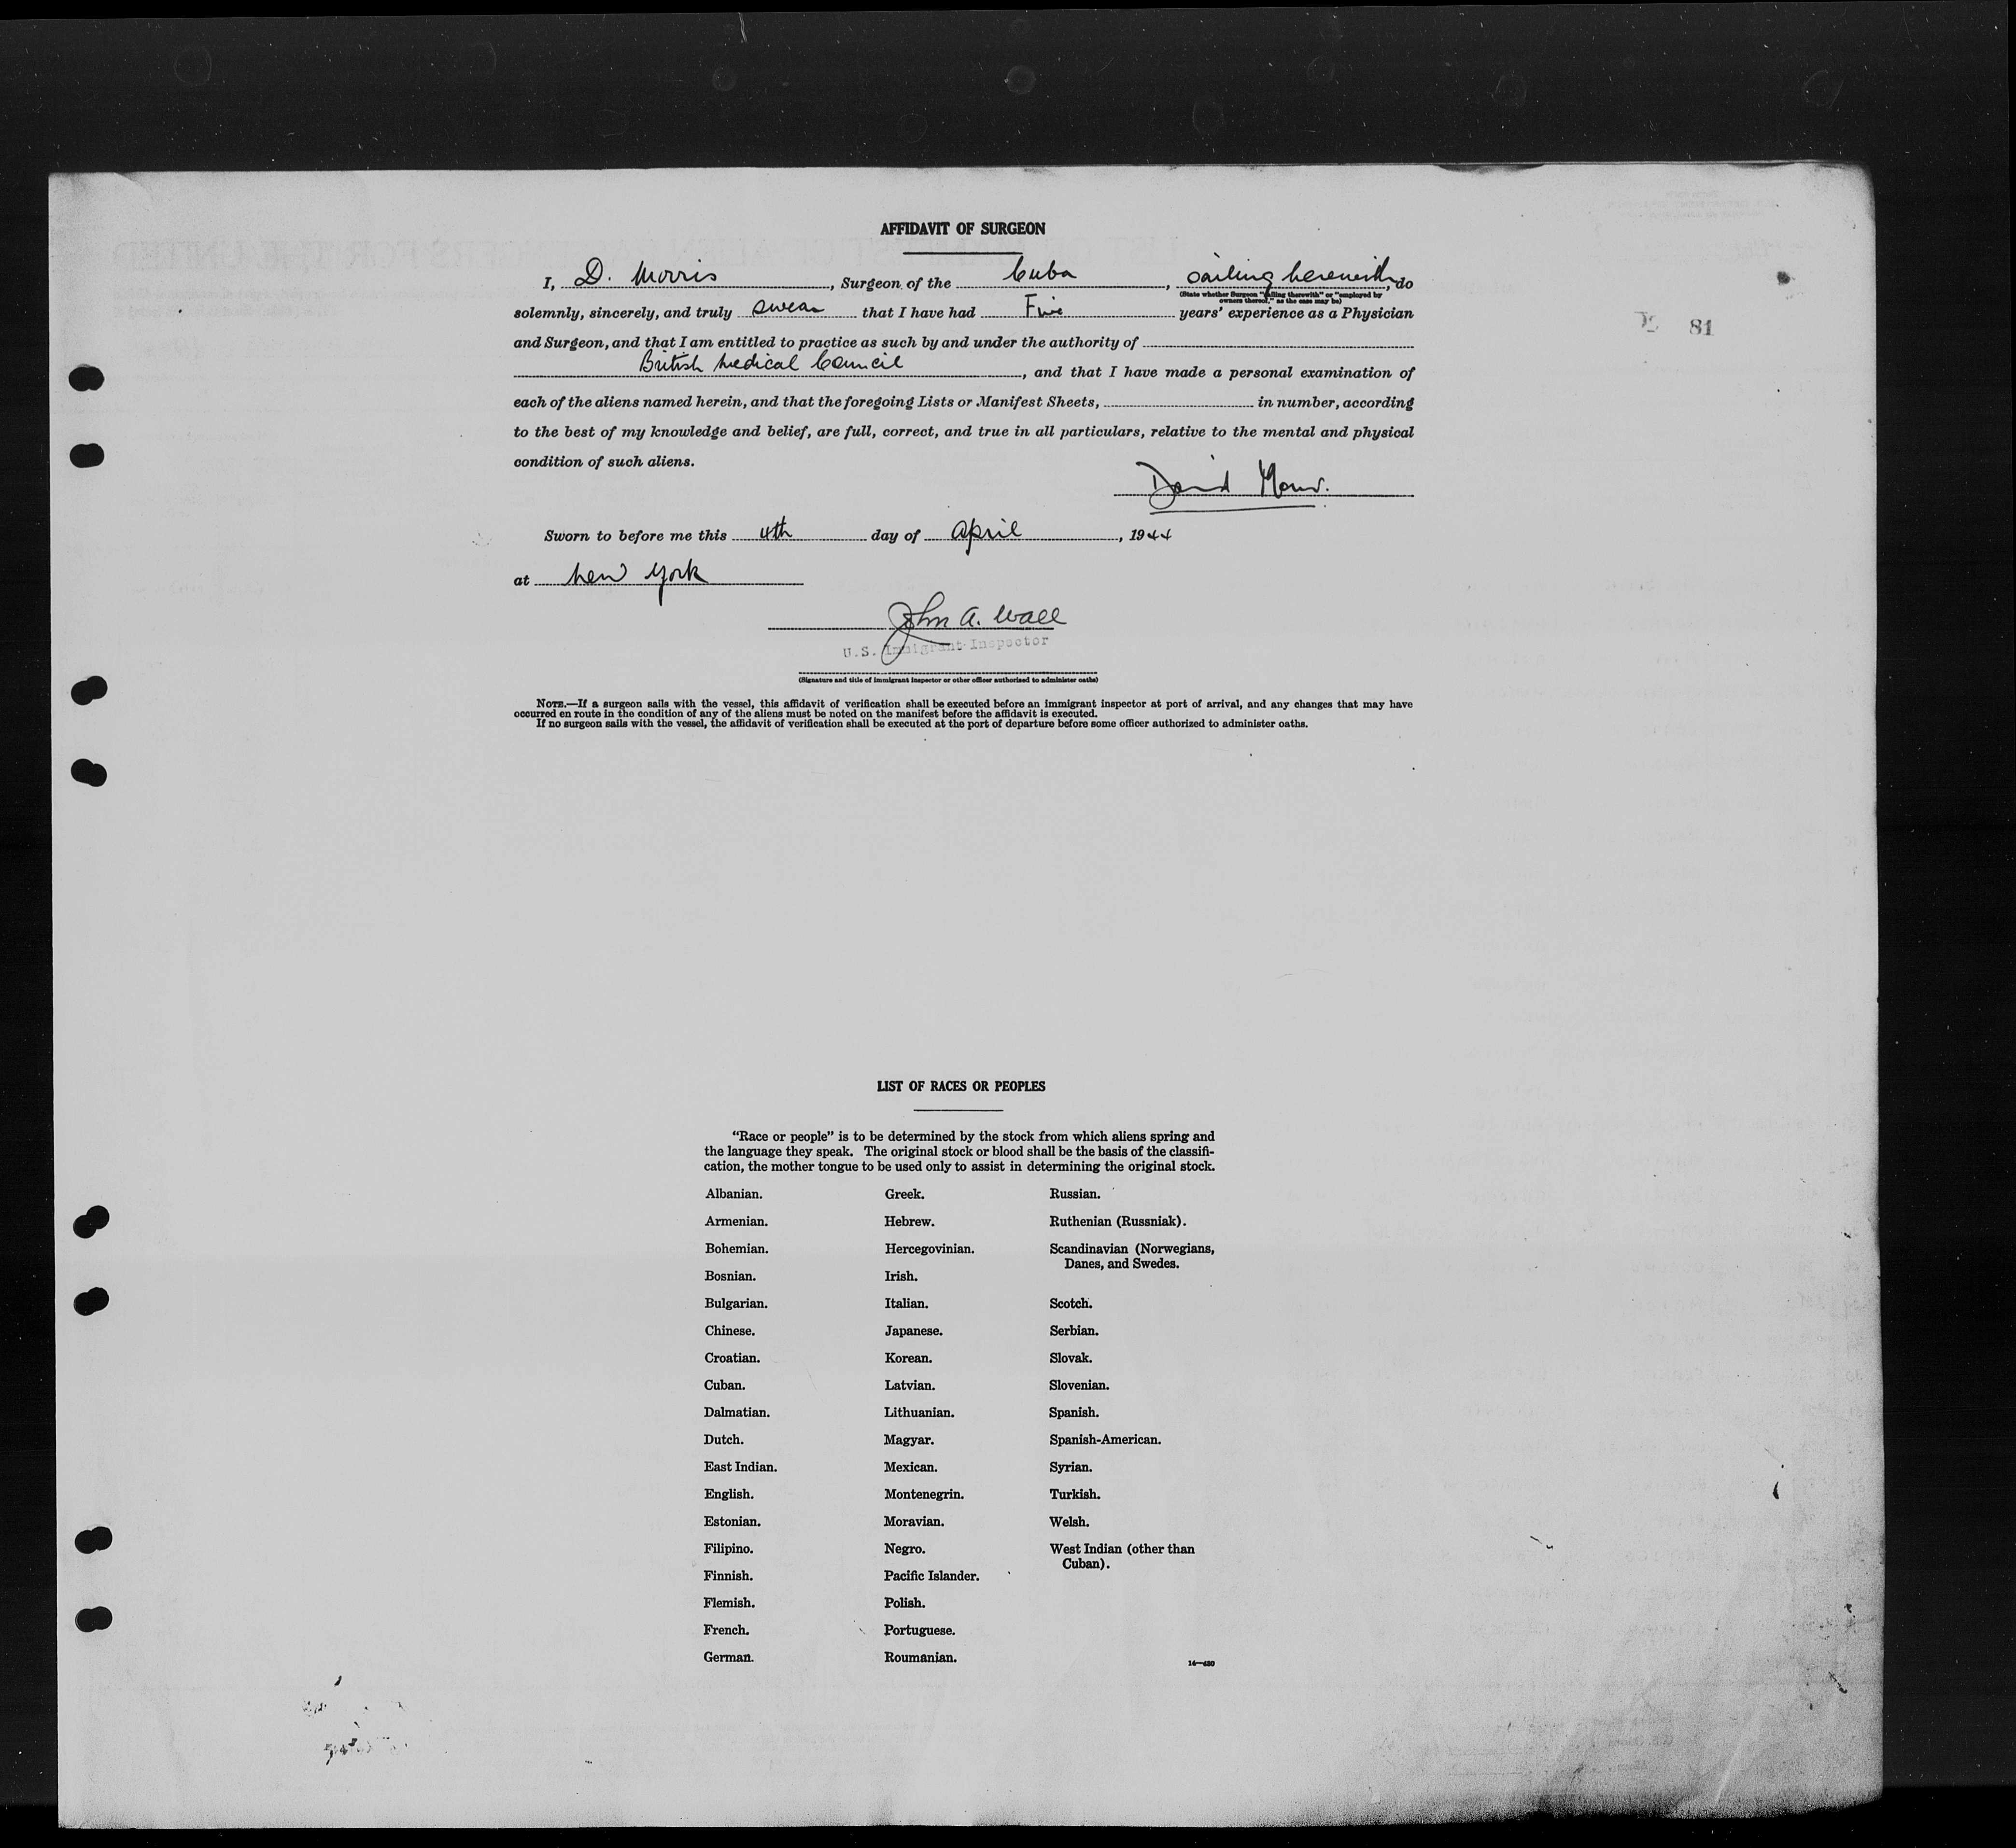 AFFIDAVIT OF SURGEON
I, D. Morris, Surgeon of the Cuba, sailing herewith, do
(State whether Surgeon "sailing therewith" or "employed by
owners thereof," as the case may be)
solemnly, sincerely, and truly swear that I have had Five years' experience as a Physician
and Surgeon, and that I am entitled to practice as such by and under the authority of
British Medical Council, and that I have made a personal examination of
each of the aliens named herein, and that the foregoing Lists or Manifest Sheets, in number, according
to the best of my knowledge and belief, are full, correct, and true in all particulars, relative to the mental and physical
condition of such aliens.
David Morris.
Sworn to before me this 4th day of April, 1944
at New York
John A. Wall
U.S. Immigrant Inspector
(Signature and title of immigrant inspector or other officer authorized to administer oaths)
NOTE.—If a surgeon sails with the vessel, this affidavit of verification shall be executed before an immigrant inspector at port of arrival, and any changes that may have
occurred en route in the condition of any of the aliens must be noted on the manifest before the affidavit is executed.
If no surgeon sails with the vessel, the affidavit of verification shall be executed at the port of departure before some officer authorized to administer oaths.
81
LIST OF RACES OR PEOPLES
"Race or people" is to be determined by the stock from which aliens spring and
the language they speak. The original stock or blood shall be the basis of the classifi-
cation, the mother tongue to be used only to assist in determining the original stock.
Albanian.
Armenian.
Bohemian.
Bosnian.
Bulgarian.
Chinese.
Croatian.
Cuban.
Dalmatian.
Dutch.
East Indian.
English.
Estonian.
Filipino.
Finnish.
Flemish.
French.
German.
Greek.
Hebrew.
Hercegovinian.
Irish.
Italian.
Japanese.
Korean.
Latvian.
Lithuanian.
Magyar.
Mexican.
Montenegrin.
Moravian.
Negro.
Pacific Islander.
Polish.
Portuguese.
Roumanian.
Russian.
Ruthenian (Russniak).
Scandinavian (Norwegians,
Danes, and Swedes.
Scotch.
Serbian.
Slovak.
Slovenian.
Spanish.
Spanish-American.
Syrian.
Turkish.
Welsh.
West Indian (other than
Cuban).
14—480